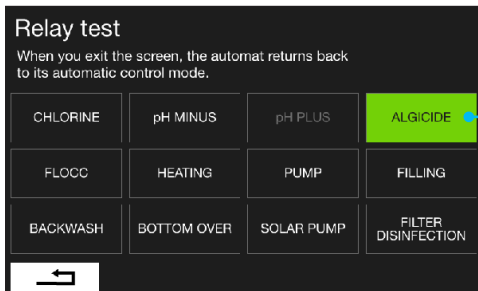 Relay test
When you exit the screen, the automat returns back
to its automatic control mode.
CHLORINE
pH MINUS
pH PLUS
ALGICIDE
FLOCC
HEATING
PUMP
FILLING
BACKWASH
BOTTOM OVER
SOLAR PUMP
FILTER
DISINFECTION